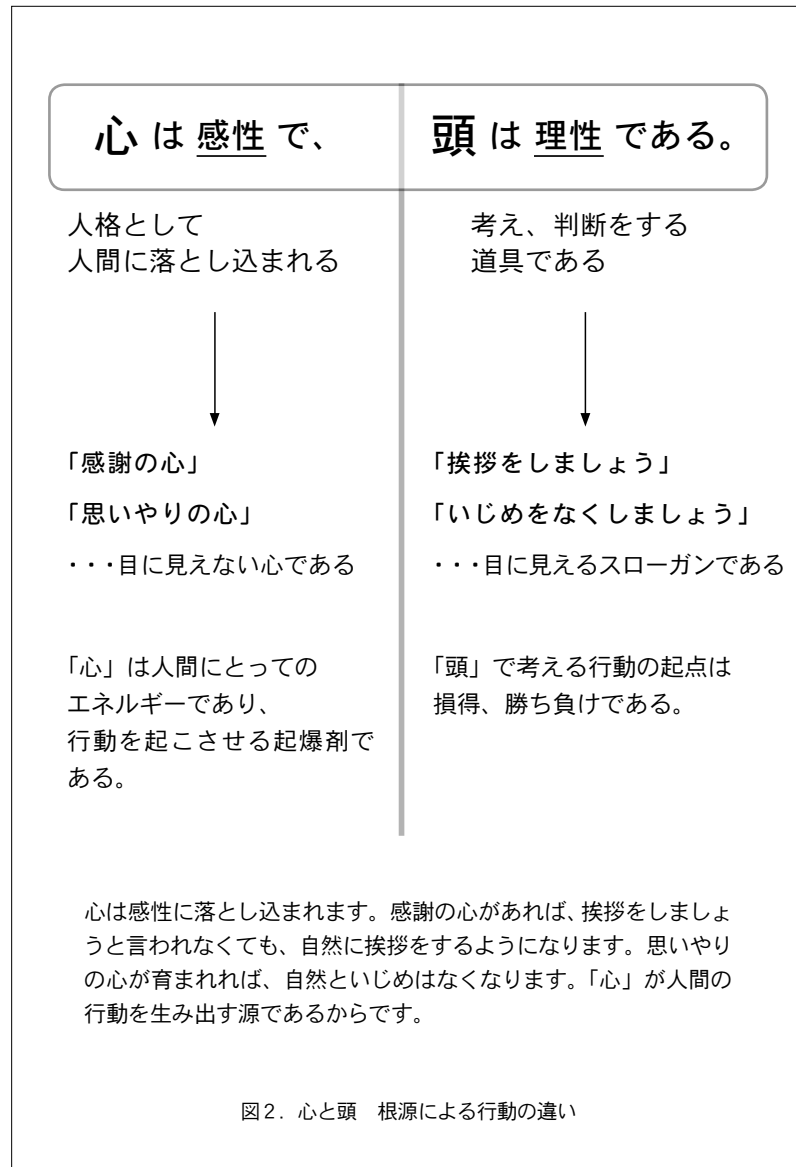 心 は 感性 で、
頭 は 理性 である。
人格として
人間に落とし込まれる
「感謝の心」
「思いやりの心」
・・・目に見えない心である
「心」は人間にとっての
エネルギーであり、
行動を起こさせる起爆剤で
ある。
考え、判断をする
道具である
「挨拶をしましょう」
「いじめをなくしましょう」
・・・目に見えるスローガンである
「頭」で考える行動の起点は
損得、勝ち負けである。
心は感性に落とし込まれます。感謝の心があれば、挨拶をしましょ
うと言われなくても、自然に挨拶をするようになります。思いやり
の心が育まれれば、自然といじめはなくなります。「心」が人間の
行動を生み出す源であるからです。
図2．心と頭　根源による行動の違い